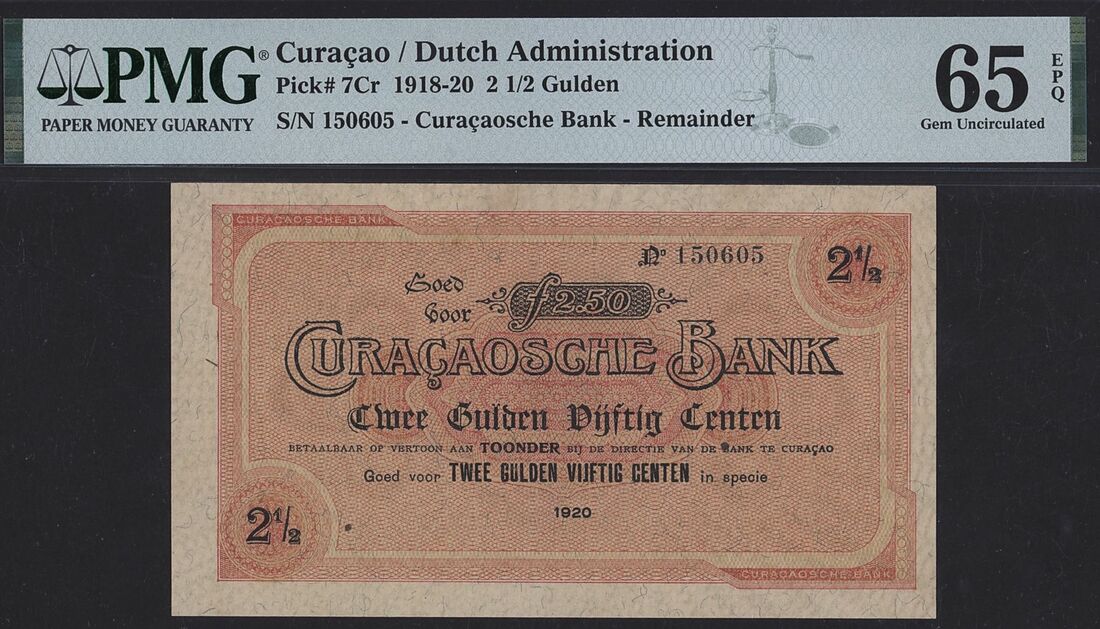 PMG®
PAPER MONEY GUARANTY
Curaçao / Dutch Administration
Pick# 7Cr 1918-20 2 1/2 Gulden
S/N 150605 - Curaçaosche Bank - Remainder
65 EPQ
Gem Uncirculated
CURAÇAOSCHE BANK
Nº 150605
2½
Goed
voor
f 2.50
CURAÇAOSCHE BANK
Twee Gulden Vijftig Centen
BETAALBAAR OP VERTOON AAN TOONDER BIJ DE DIRECTIE VAN DE BANK TE CURAÇAO
Goed voor TWEE GULDEN VIJFTIG CENTEN in specie
1920
2½
CURAÇAOSCHE BANK